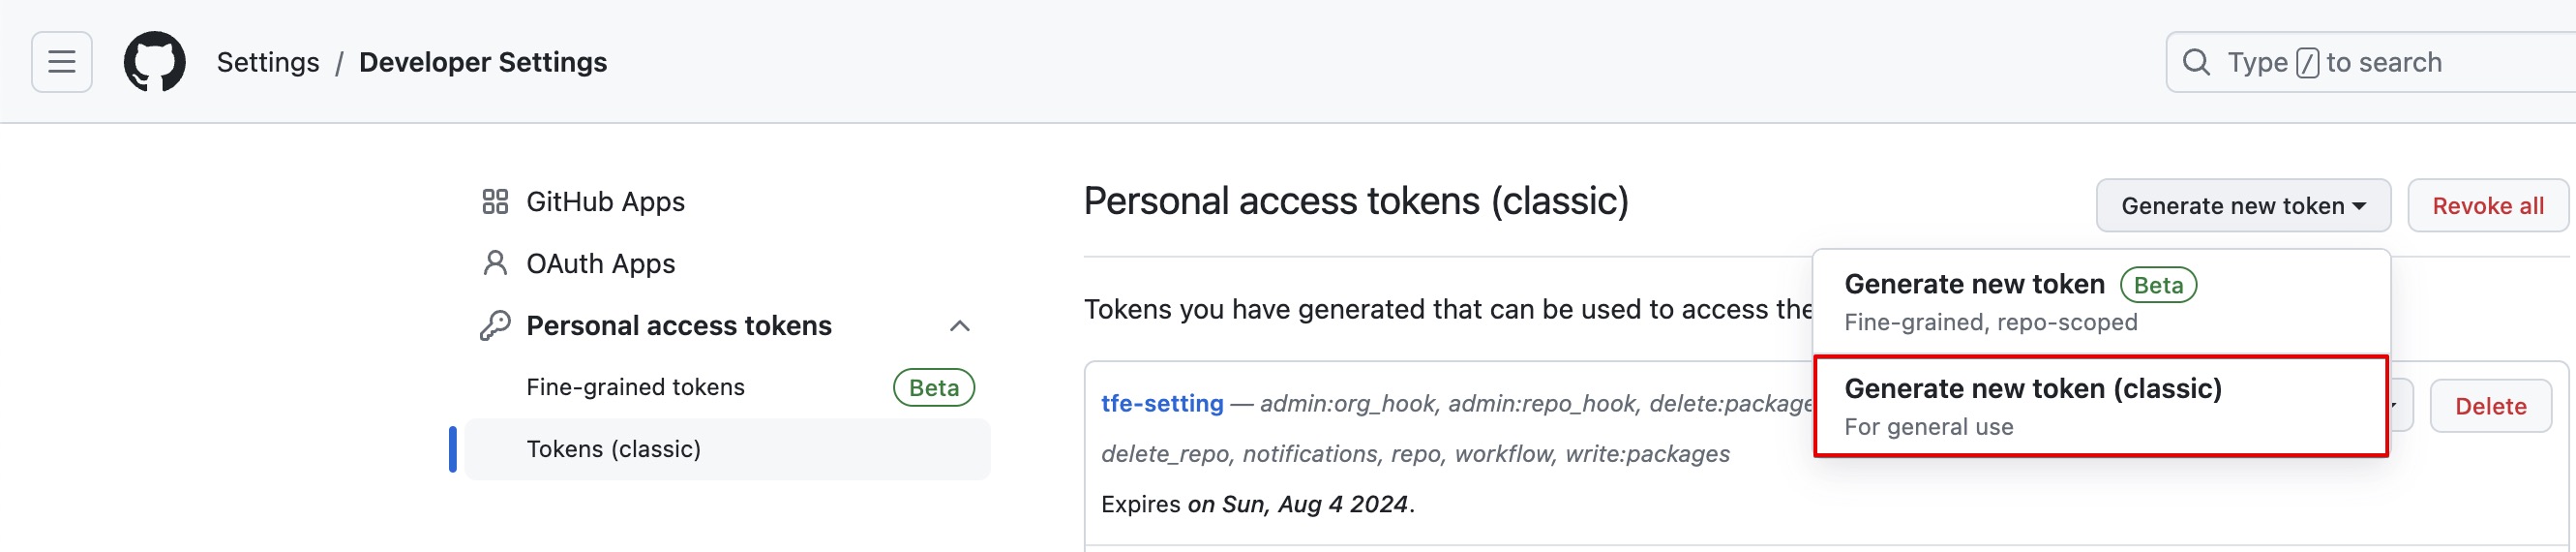 Settings / Developer Settings
Type / to search
GitHub Apps
OAuth Apps
Personal access tokens
Fine-grained tokens Beta
Tokens (classic)
Personal access tokens (classic)
Generate new token
Revoke all
Generate new token Beta
Fine-grained, repo-scoped
Generate new token (classic)
For general use
Tokens you have generated that can be used to access the
tfe-setting — admin:org_hook, admin:repo_hook, delete:package
delete_repo, notifications, repo, workflow, write:packages
Expires on Sun, Aug 4 2024.
Delete